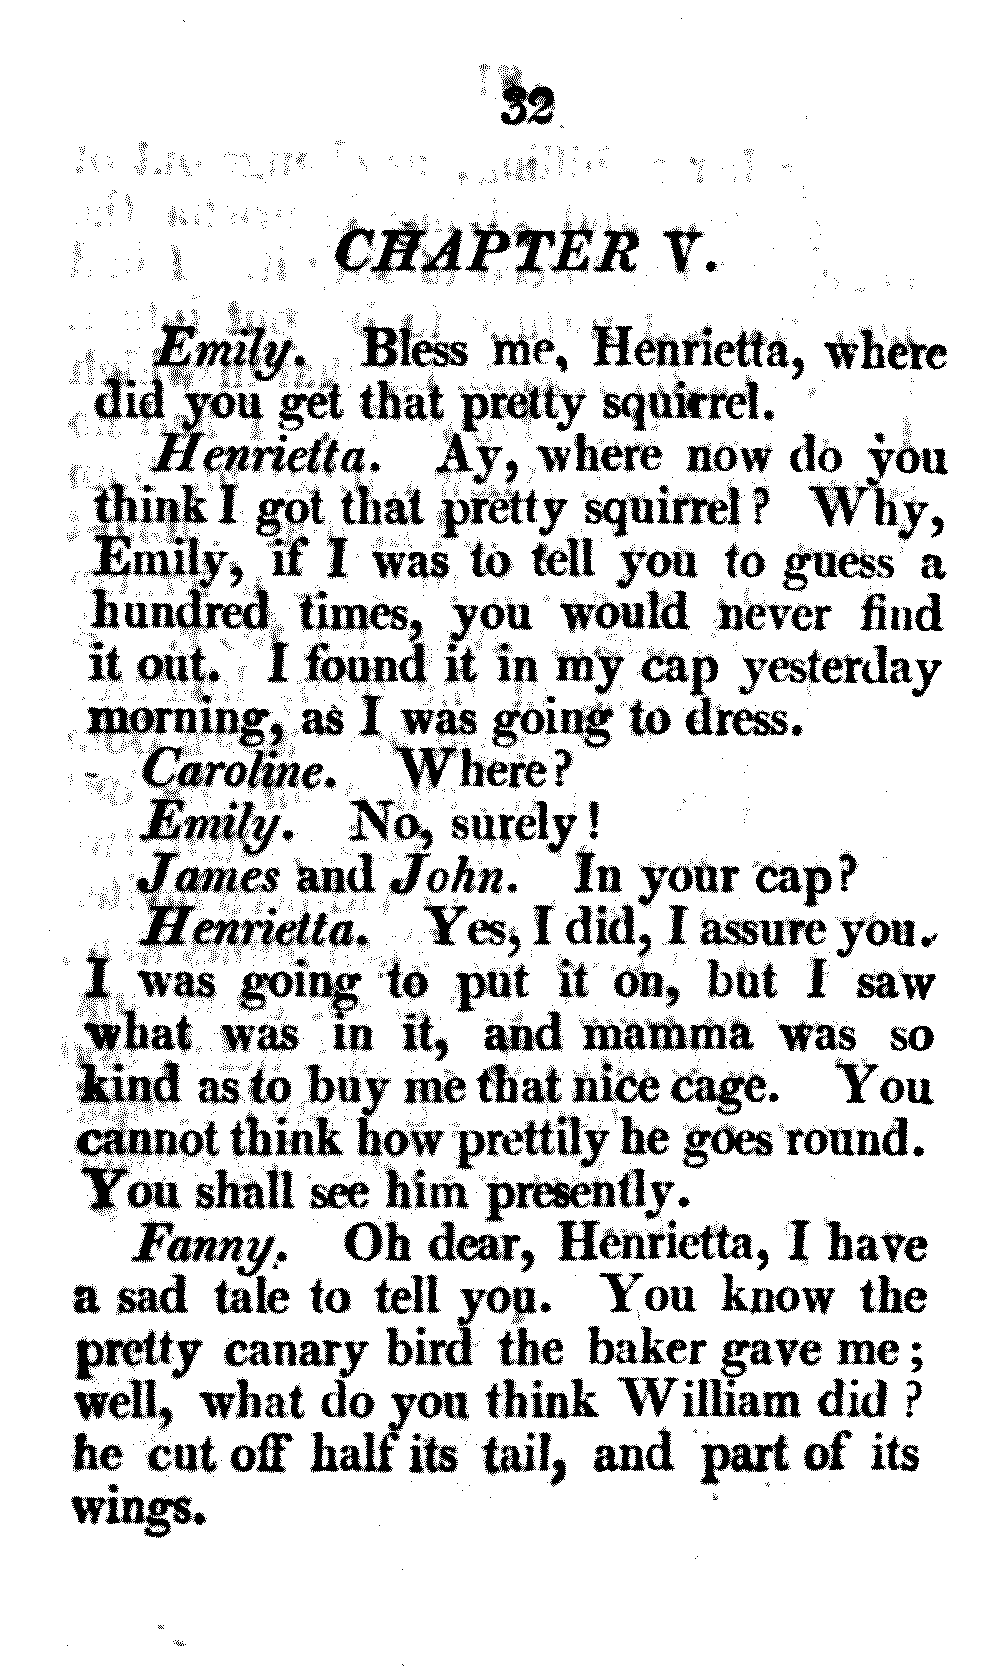 32
CHAPTER V.
Emily. Bless me, Henrietta, where
did you get that pretty squirrel.
Henrietta. Ay, where now do you
think I got that pretty squirrel? Why,
Emily, if I was to tell you to guess a
hundred times, you would never find
it out. I found it in my cap yesterday
morning, as I was going to dress.
Caroline. Where?
Emily. No, surely!
James and John. In your cap?
Henrietta. Yes, I did, I assure you.
I was going to put it on, but I saw
what was in it, and mamma was so
kind as to buy me that nice cage. You
cannot think how prettily he goes round.
You shall see him presently.
Fanny. Oh dear, Henrietta, I have
a sad tale to tell you. You know the
pretty canary bird the baker gave me;
well, what do you think William did?
he cut off half its tail, and part of its
wings.